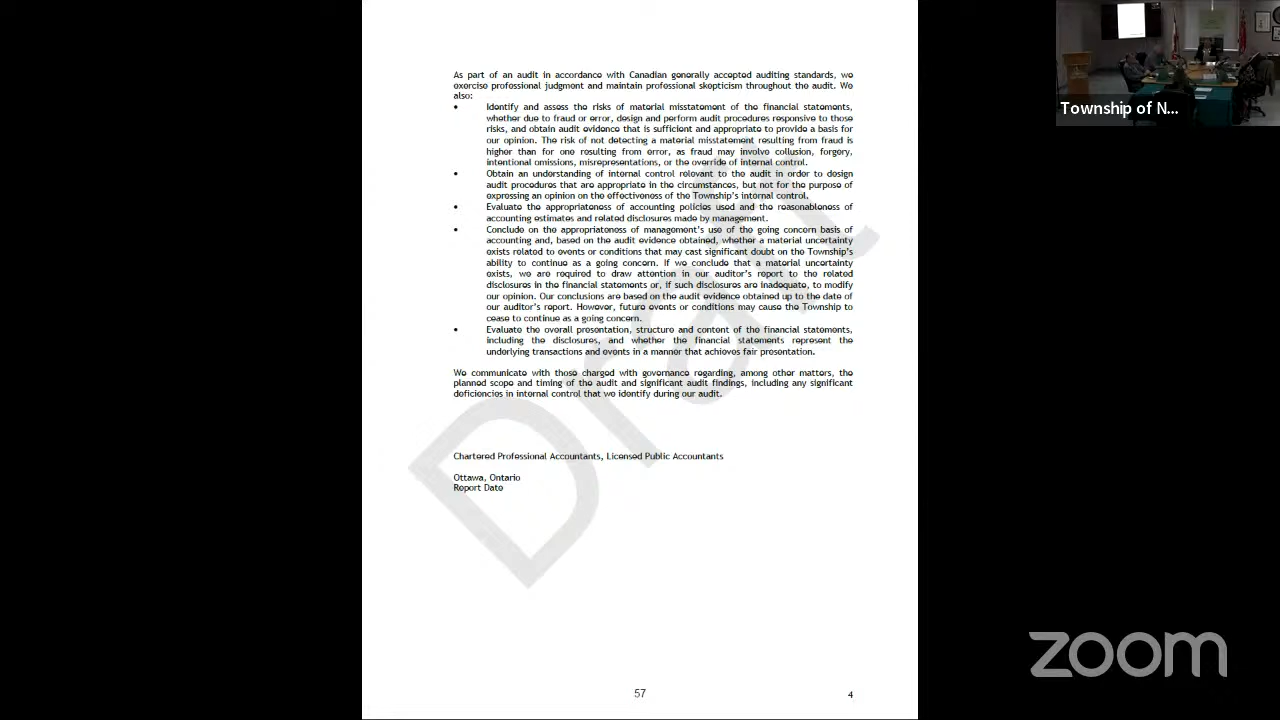 As part of an audit in accordance with Canadian generally accepted auditing standards, we
exercise professional judgment and maintain professional skepticism throughout the audit. We
also:
• Identify and assess the risks of material misstatement of the financial statements,
whether due to fraud or error, design and perform audit procedures responsive to those
risks, and obtain audit evidence that is sufficient and appropriate to provide a basis for
our opinion. The risk of not detecting a material misstatement resulting from fraud is
higher than for one resulting from error, as fraud may involve collusion, forgery,
intentional omissions, misrepresentations, or the override of internal control.
• Obtain an understanding of internal control relevant to the audit in order to design
audit procedures that are appropriate in the circumstances, but not for the purpose of
expressing an opinion on the effectiveness of the Township's internal control.
• Evaluate the appropriateness of accounting policies used and the reasonableness of
accounting estimates and related disclosures made by management.
• Conclude on the appropriateness of management's use of the going concern basis of
accounting and, based on the audit evidence obtained, whether a material uncertainty
exists related to events or conditions that may cast significant doubt on the Township's
ability to continue as a going concern. If we conclude that a material uncertainty
exists, we are required to draw attention in our auditor's report to the related
disclosures in the financial statements or, if such disclosures are inadequate, to modify
our opinion. Our conclusions are based on the audit evidence obtained up to the date of
our auditor's report. However, future events or conditions may cause the Township to
cease to continue as a going concern.
• Evaluate the overall presentation, structure and content of the financial statements,
including the disclosures, and whether the financial statements represent the
underlying transactions and events in a manner that achieves fair presentation.
We communicate with those charged with governance regarding, among other matters, the
planned scope and timing of the audit and significant audit findings, including any significant
deficiencies in internal control that we identify during our audit.
Chartered Professional Accountants, Licensed Public Accountants
Ottawa, Ontario
Report Date
57
4
Draft
Township of N...
zoom